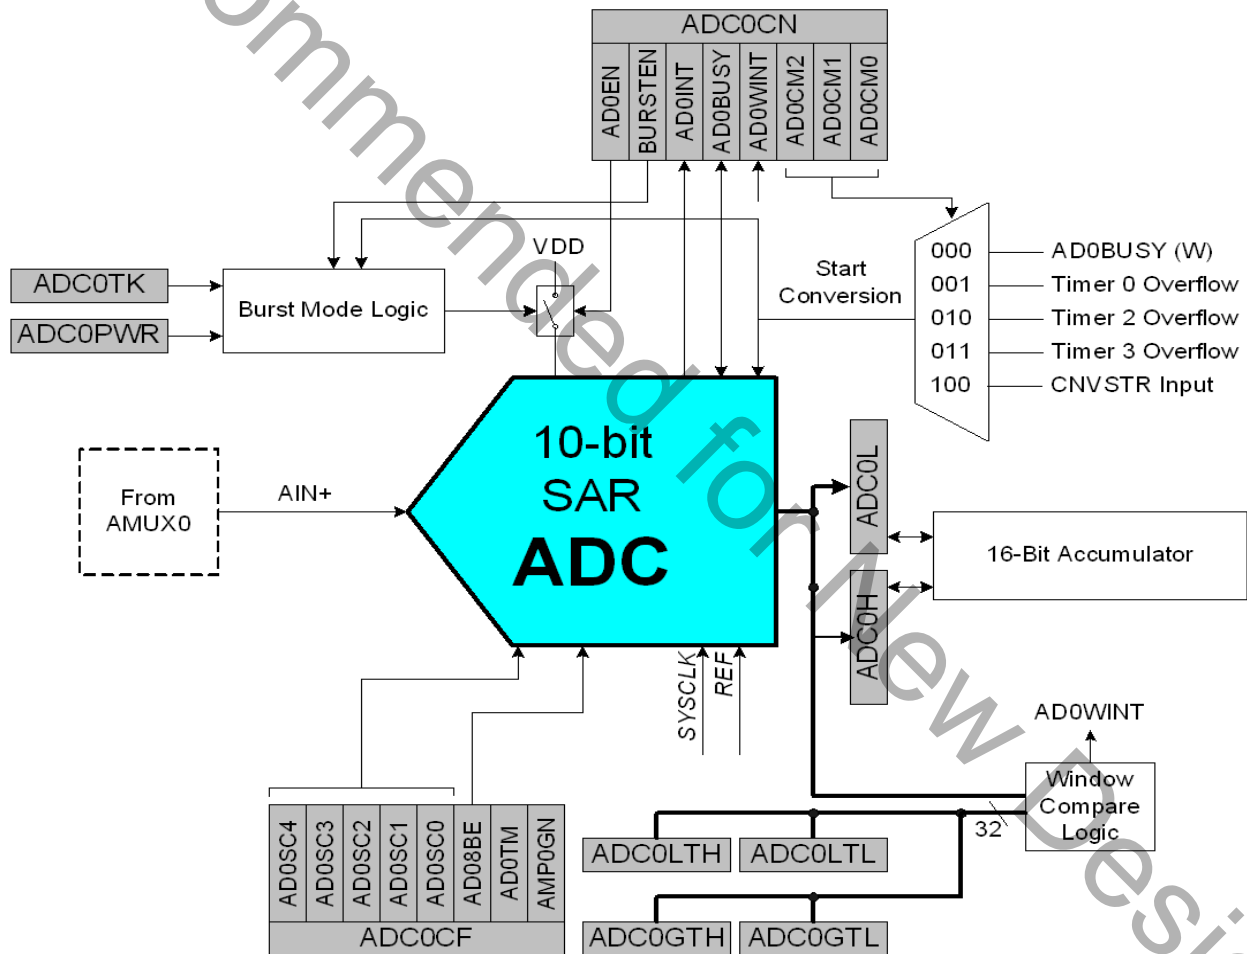 ADC0CN
AD0EN
BURSTEN
AD0INT
AD0BUSY
AD0WINT
AD0CM2
AD0CM1
AD0CM0
VDD
ADC0TK
ADC0PWR
Burst Mode Logic
Start
Conversion
000
001
010
011
100
AD0BUSY (W)
Timer 0 Overflow
Timer 2 Overflow
Timer 3 Overflow
CNVSTR Input
From
AMUX0
AIN+
10-bit
SAR
ADC
ADC0L
ADC0H
16-Bit Accumulator
SYSCLK
REF
AD0WINT
Window
Compare
Logic
32
AD0SC4
AD0SC3
AD0SC2
AD0SC1
AD0SC0
AD08BE
AD0TM
AMP0GN
ADC0CF
ADC0LTH
ADC0LTL
ADC0GTH
ADC0GTL
for New